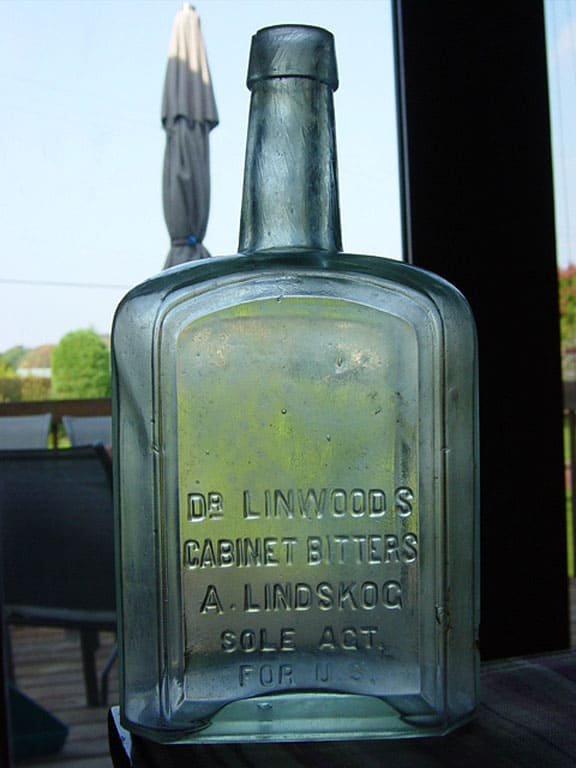 DR LINWOODS
CABINET BITTERS
A. LINDSKOG
SOLE AGT.
FOR U S.